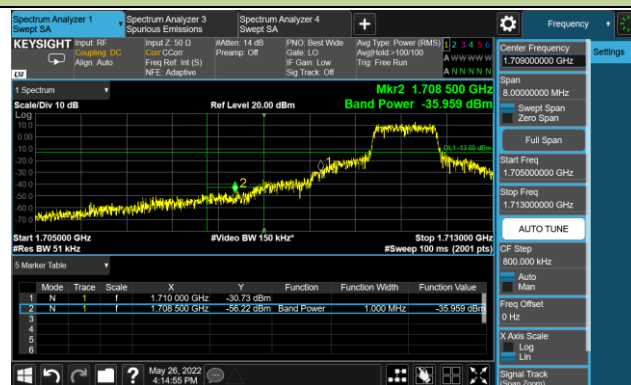 Spectrum Analyzer 1
Swept SA
Spectrum Analyzer 3
Spurious Emissions
Spectrum Analyzer 4
Swept SA
+
Frequency
KEYSIGHT
Input: RF
Coupling: DC
Align: Auto
Input Z: 50 Ω
Corr CCorr
Freq Ref: Int (S)
NFE: Adaptive
#Atten: 14 dB
Preamp: Off
PNO: Best Wide
Gate: LO
IF Gain: Low
Sig Track: Off
Avg Type: Power (RMS)
Avg|Hold:>100/100
Trig: Free Run
1 2 3 4 5 6
A W W W W W
A N N N N N
LXI
1 Spectrum
Scale/Div 10 dB
Ref Level 20.00 dBm
Mkr2 1.708 500 GHz
Band Power -35.959 dBm
Log
10.0
0.00
-10.0
-20.0
-30.0
-40.0
-50.0
-60.0
-70.0
DL1 -13.00 dBm
1
2
Start 1.705000 GHz
#Res BW 51 kHz
#Video BW 150 kHz*
Stop 1.713000 GHz
#Sweep 100 ms (2001 pts)
5 Marker Table
Mode Trace Scale X Y Function Function Width Function Value
1 N 1 f 1.710 000 GHz -30.73 dBm
2 N 1 f 1.708 500 GHz -56.22 dBm Band Power 1.000 MHz -35.959 dBm
3
4
5
6
May 26, 2022
4:14:55 PM
Center Frequency
1.709000000 GHz
Settings
Span
8.00000000 MHz
Swept Span
Zero Span
Full Span
Start Freq
1.705000000 GHz
Stop Freq
1.713000000 GHz
AUTO TUNE
CF Step
800.000 kHz
Auto
Man
Freq Offset
0 Hz
X Axis Scale
Log
Lin
Signal Track
(Span Zoom)